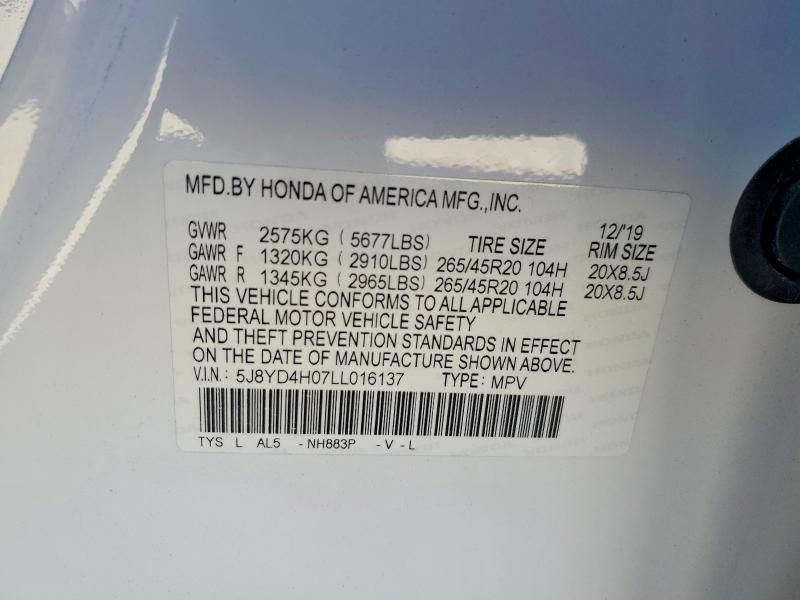 MFD.BY HONDA OF AMERICA MFG.,INC.
12/'19
GVWR 2575KG ( 5677LBS) TIRE SIZE RIM SIZE
GAWR F 1320KG ( 2910LBS) 265/45R20 104H 20X8.5J
GAWR R 1345KG ( 2965LBS) 265/45R20 104H 20X8.5J
THIS VEHICLE CONFORMS TO ALL APPLICABLE
FEDERAL MOTOR VEHICLE SAFETY
AND THEFT PREVENTION STANDARDS IN EFFECT
ON THE DATE OF MANUFACTURE SHOWN ABOVE.
V.I.N.: 5J8YD4H07LL016137 TYPE: MPV
TYS L AL5 -NH883P -V-L